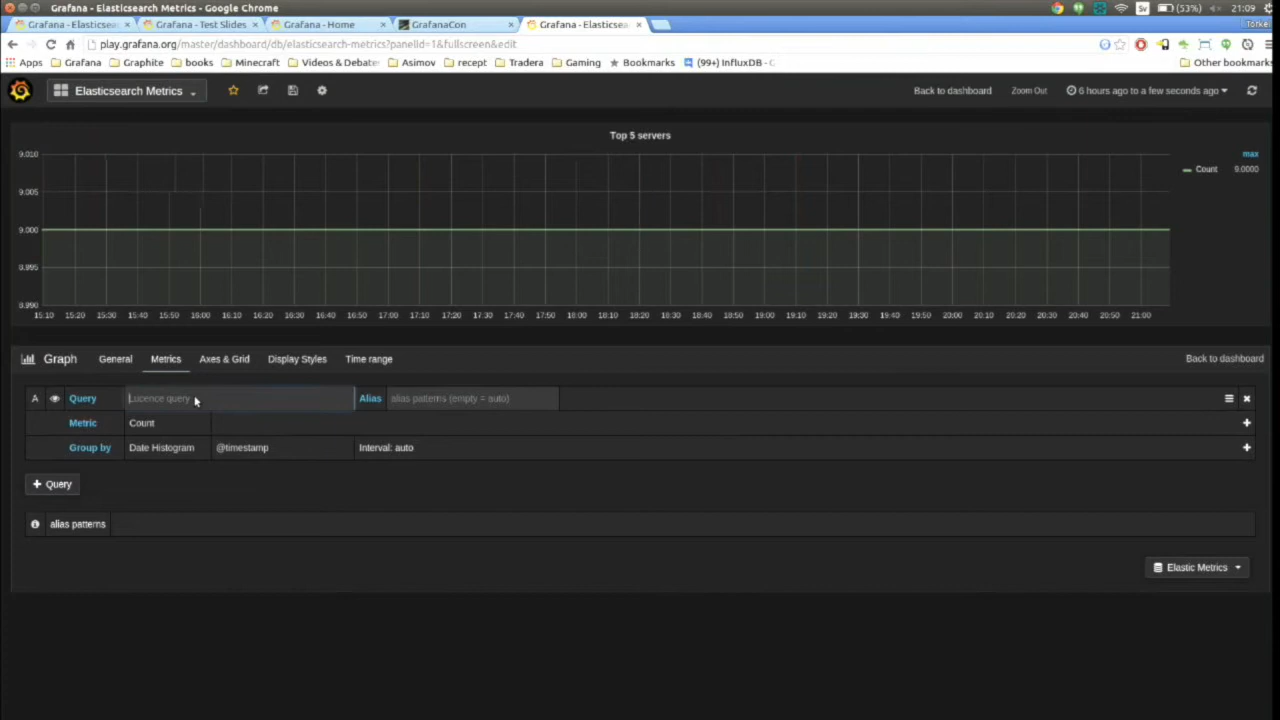 Grafana - Elasticsearch Metrics - Google Chrome
(53%) 21:09
Grafana - Elasticsea
Grafana - Test Slides
Grafana - Home
GrafanaCon
Grafana - Elasticsea
Torke
play.grafana.org/master/dashboard/db/elasticsearch-metrics?panelId=1&fullscreen&edit
Apps Grafana Graphite books Minecraft Videos & Debate Asimov recept Tradera Gaming Bookmarks (99+) InfluxDB - G Other bookmarks
Elasticsearch Metrics
Back to dashboard Zoom Out 6 hours ago to a few seconds ago
Top 5 servers
9.010
9.005
9.000
8.995
8.990
max
Count 9.0000
15:10 15:20 15:30 15:40 15:50 16:00 16:10 16:20 16:30 16:40 16:50 17:00 17:10 17:20 17:30 17:40 17:50 18:00 18:10 18:20 18:30 18:40 18:50 19:00 19:10 19:20 19:30 19:40 19:50 20:00 20:10 20:20 20:30 20:40 20:50 21:00
Graph General Metrics Axes & Grid Display Styles Time range Back to dashboard
A Query Lucence query Alias alias patterns (empty = auto)
Metric Count
Group by Date Histogram @timestamp Interval: auto
+ Query
alias patterns
Elastic Metrics